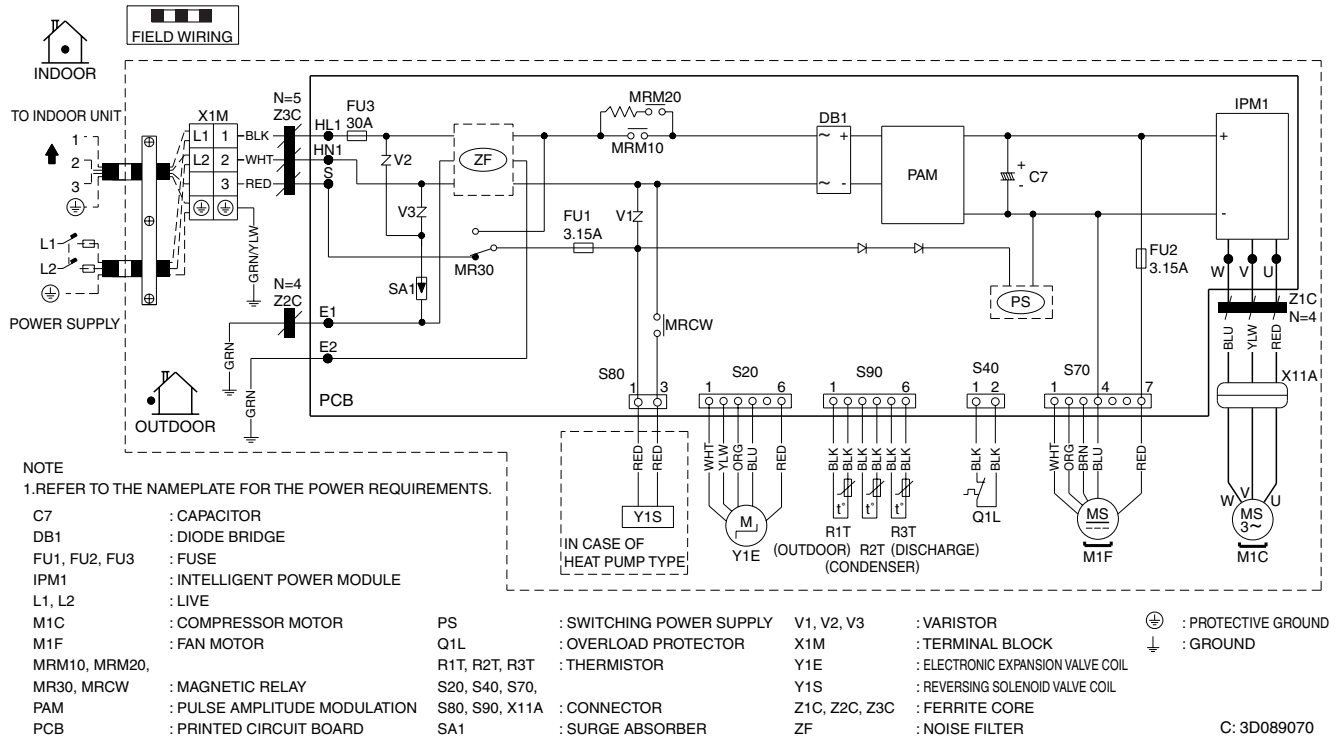 FIELD WIRING
INDOOR
TO INDOOR UNIT
1
2
3
L1
L2
POWER SUPPLY
X1M
L1 1
L2 2
3
BLK
WHT
RED
GRN/YLW
N=5
Z3C
HL1
HN1
S
FU3
30A
V2
ZF
V3
SA1
MR30
N=4
Z2C
E1
E2
GRN
GRN
OUTDOOR
PCB
MRM20
MRM10
V1
FU1
3.15A
MRCW
DB1
~ +
~ -
PAM
+
-
C7
PS
FU2
3.15A
IPM1
+
-
W V U
Z1C
N=4
BLU
YLW
RED
X11A
W V U
MS
3~
M1C
S80
1 3
RED
RED
Y1S
IN CASE OF
HEAT PUMP TYPE
S20
1 6
WHT
YLW
ORG
BLU
RED
M
Y1E
S90
1 6
BLK
BLK
BLK
BLK
BLK
BLK
t°
t°
t°
R1T R3T
(OUTDOOR) R2T (DISCHARGE)
(CONDENSER)
S40
1 2
BLK
BLK
Q1L
S70
1 4 7
WHT
ORG
BRN
BLU
RED
MS
M1F
NOTE
1.REFER TO THE NAMEPLATE FOR THE POWER REQUIREMENTS.
C7 : CAPACITOR
DB1 : DIODE BRIDGE
FU1, FU2, FU3 : FUSE
IPM1 : INTELLIGENT POWER MODULE
L1, L2 : LIVE
M1C : COMPRESSOR MOTOR
M1F : FAN MOTOR
MRM10, MRM20,
MR30, MRCW : MAGNETIC RELAY
PAM : PULSE AMPLITUDE MODULATION
PCB : PRINTED CIRCUIT BOARD
PS : SWITCHING POWER SUPPLY
Q1L : OVERLOAD PROTECTOR
R1T, R2T, R3T : THERMISTOR
S20, S40, S70,
S80, S90, X11A : CONNECTOR
SA1 : SURGE ABSORBER
V1, V2, V3 : VARISTOR
X1M : TERMINAL BLOCK
Y1E : ELECTRONIC EXPANSION VALVE COIL
Y1S : REVERSING SOLENOID VALVE COIL
Z1C, Z2C, Z3C : FERRITE CORE
ZF : NOISE FILTER
: PROTECTIVE GROUND
: GROUND
C: 3D089070